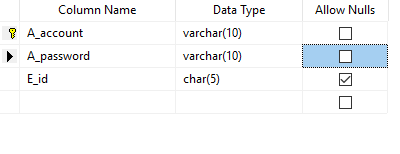 Column Name Data Type Allow Nulls
A_account varchar(10)
A_password varchar(10)
E_id char(5)